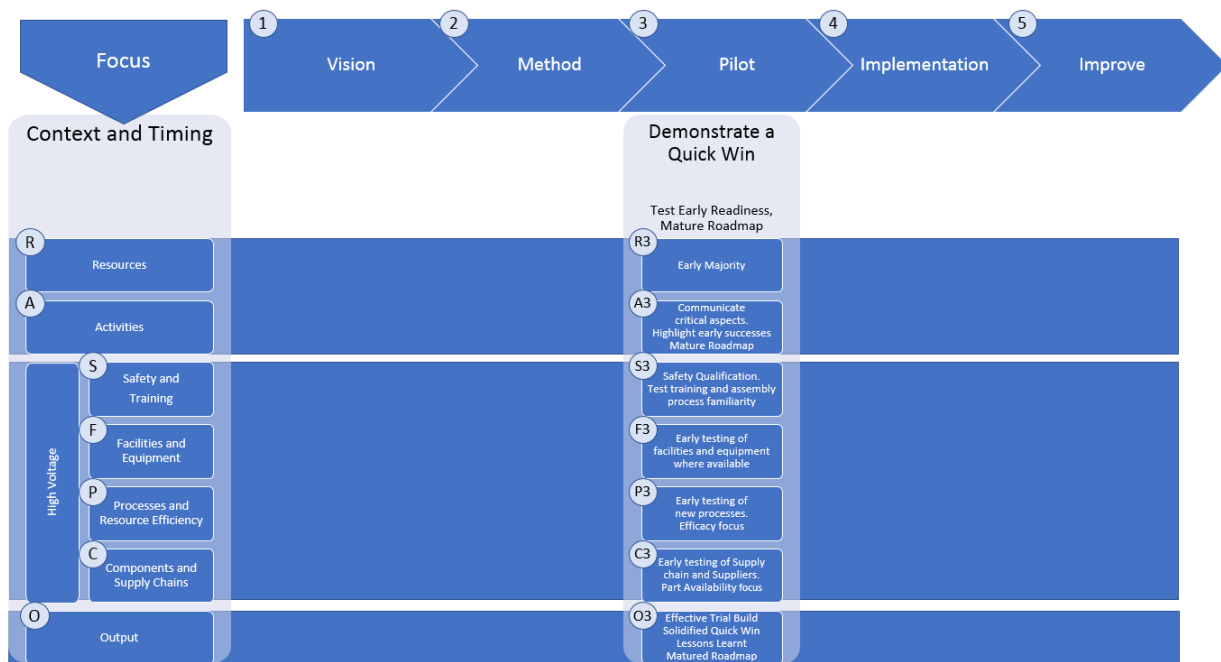 Focus
1
Vision
2
Method
3
Pilot
4
Implementation
5
Improve
Context and Timing
Demonstrate a
Quick Win
Test Early Readiness,
Mature Roadmap
R
Resources
R3
Early Majority
A
Activities
A3
Communicate
critical aspects.
Highlight early successes
Mature Roadmap
High Voltage
S
Safety and
Training
S3
Safety Qualification.
Test training and assembly
process familiarity
F
Facilities and
Equipment
F3
Early testing of
facilities and equipment
where available
P
Processes and
Resource Efficiency
P3
Early testing of
new processes.
Efficacy focus
C
Components and
Supply Chains
C3
Early testing of Supply
chain and Suppliers.
Part Availability focus
O
Output
O3
Effective Trial Build
Solidified Quick Win
Lessons Learnt
Matured Roadmap